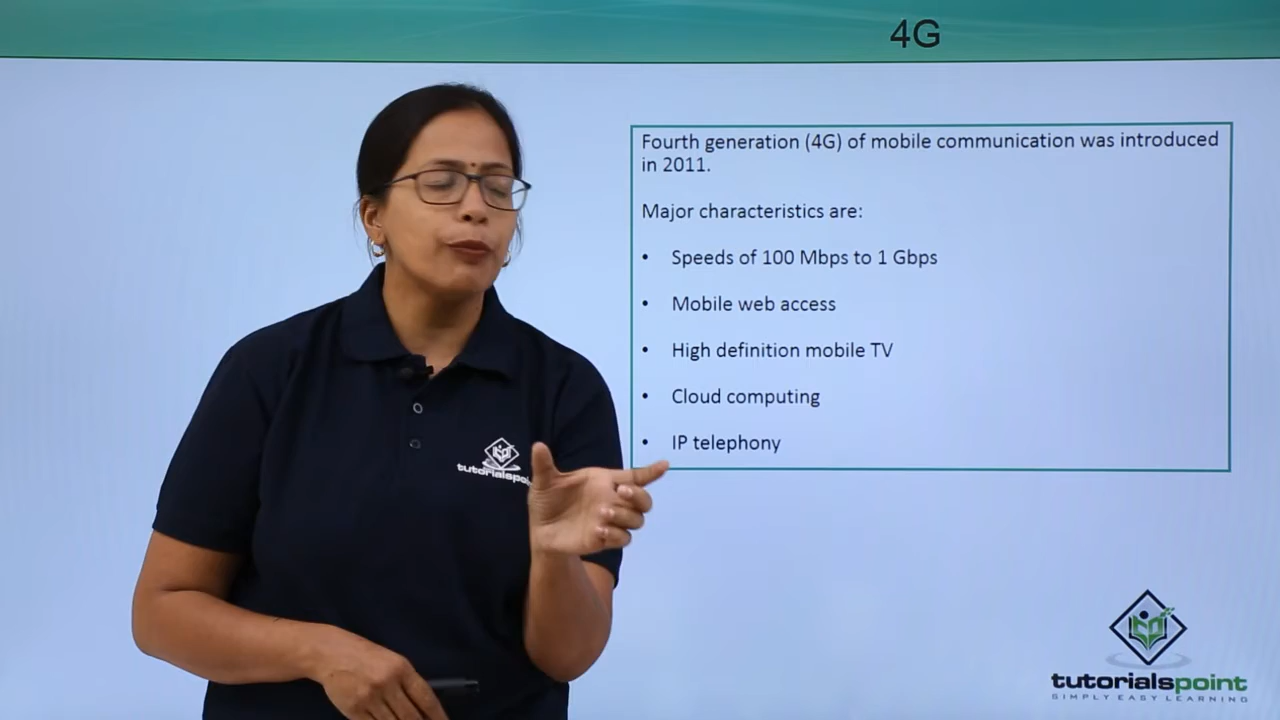 4G
Fourth generation (4G) of mobile communication was introduced
in 2011.
Major characteristics are:
• Speeds of 100 Mbps to 1 Gbps
• Mobile web access
• High definition mobile TV
• Cloud computing
• IP telephony
tutorialspoi
tutorialspoint
SIMPLY EASY LEARNING